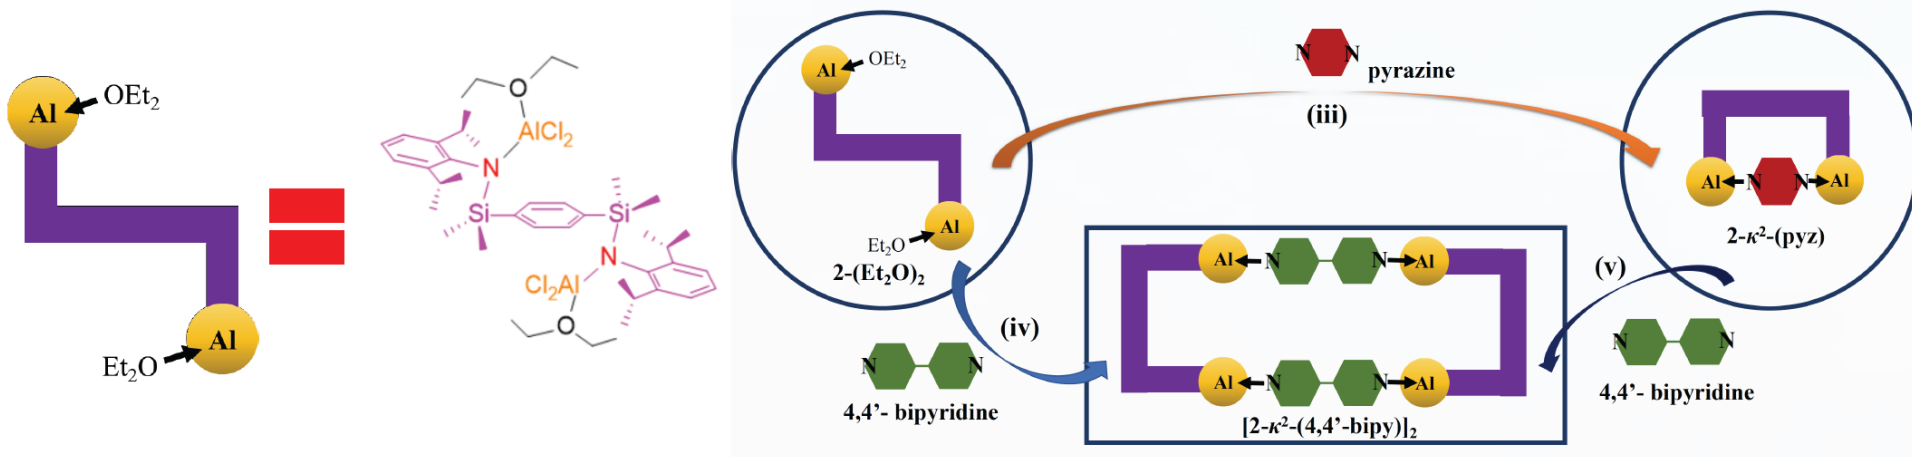 Al
OEt2
Et2O
Al
O
AlCl2
N
Si
Si
N
Cl2Al
O
Al
OEt2
Et2O
Al
2-(Et2O)2
N N
pyrazine
(iii)
Al N N Al
2-κ2-(pyz)
(iv)
N N
4,4’- bipyridine
Al N N Al
Al N N Al
[2-κ2-(4,4’-bipy)]2
(v)
N N
4,4’- bipyridine